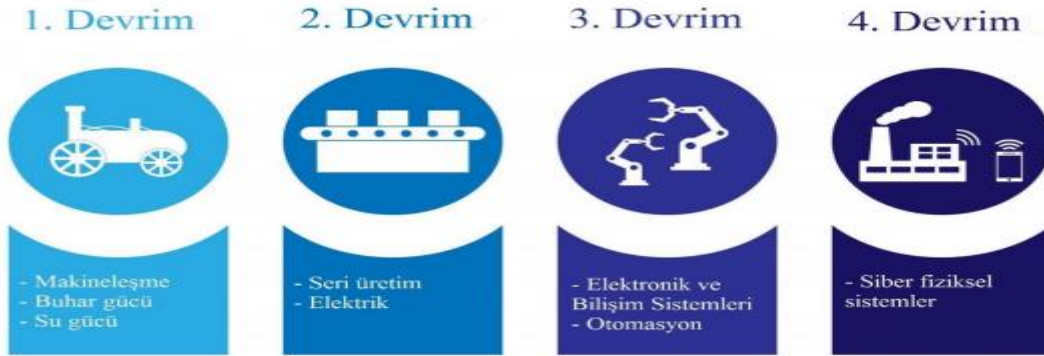 1. Devrim
2. Devrim
3. Devrim
4. Devrim
- Makineleşme
- Buhar gücü
- Su gücü
- Seri üretim
- Elektrik
- Elektronik ve
Bilişim Sistemleri
- Otomasyon
- Siber fiziksel
sistemler